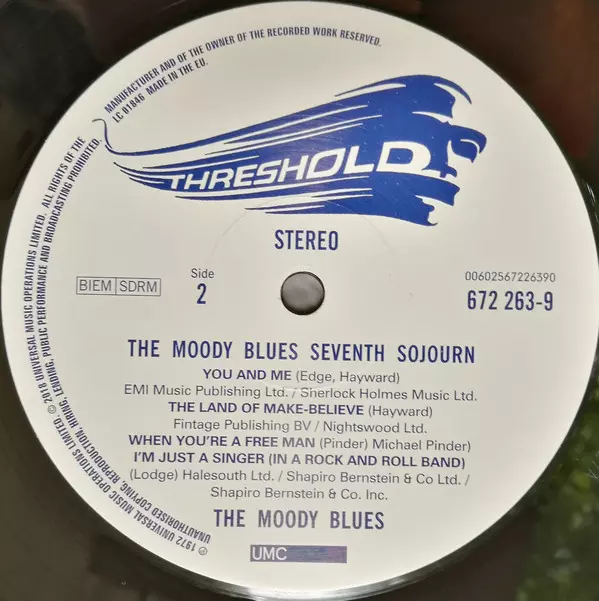 MANUFACTURER AND OF THE OWNER OF THE RECORDED WORK RESERVED.
LC 01846 MADE IN THE EU.
THRESHOLD
STEREO
BIEM SDRM
Side
2
00602567226390
672 263-9
THE MOODY BLUES SEVENTH SOJOURN
YOU AND ME (Edge, Hayward)
EMI Music Publishing Ltd. / Sherlock Holmes Music Ltd.
THE LAND OF MAKE-BELIEVE (Hayward)
Fintage Publishing BV / Nightswood Ltd.
WHEN YOU'RE A FREE MAN (Pinder) Michael Pinder
I'M JUST A SINGER (IN A ROCK AND ROLL BAND)
(Lodge) Halesouth Ltd. / Shapiro Bernstein & Co Ltd. /
Shapiro Bernstein & Co. Inc.
THE MOODY BLUES
UMC
℗ 1972 UNIVERSAL MUSIC OPERATIONS LIMITED. © 2018 UNIVERSAL MUSIC OPERATIONS LIMITED. ALL RIGHTS OF THE
UNAUTHORISED COPYING, REPRODUCTION, HIRING, LENDING, PUBLIC PERFORMANCE AND BROADCASTING PROHIBITED.